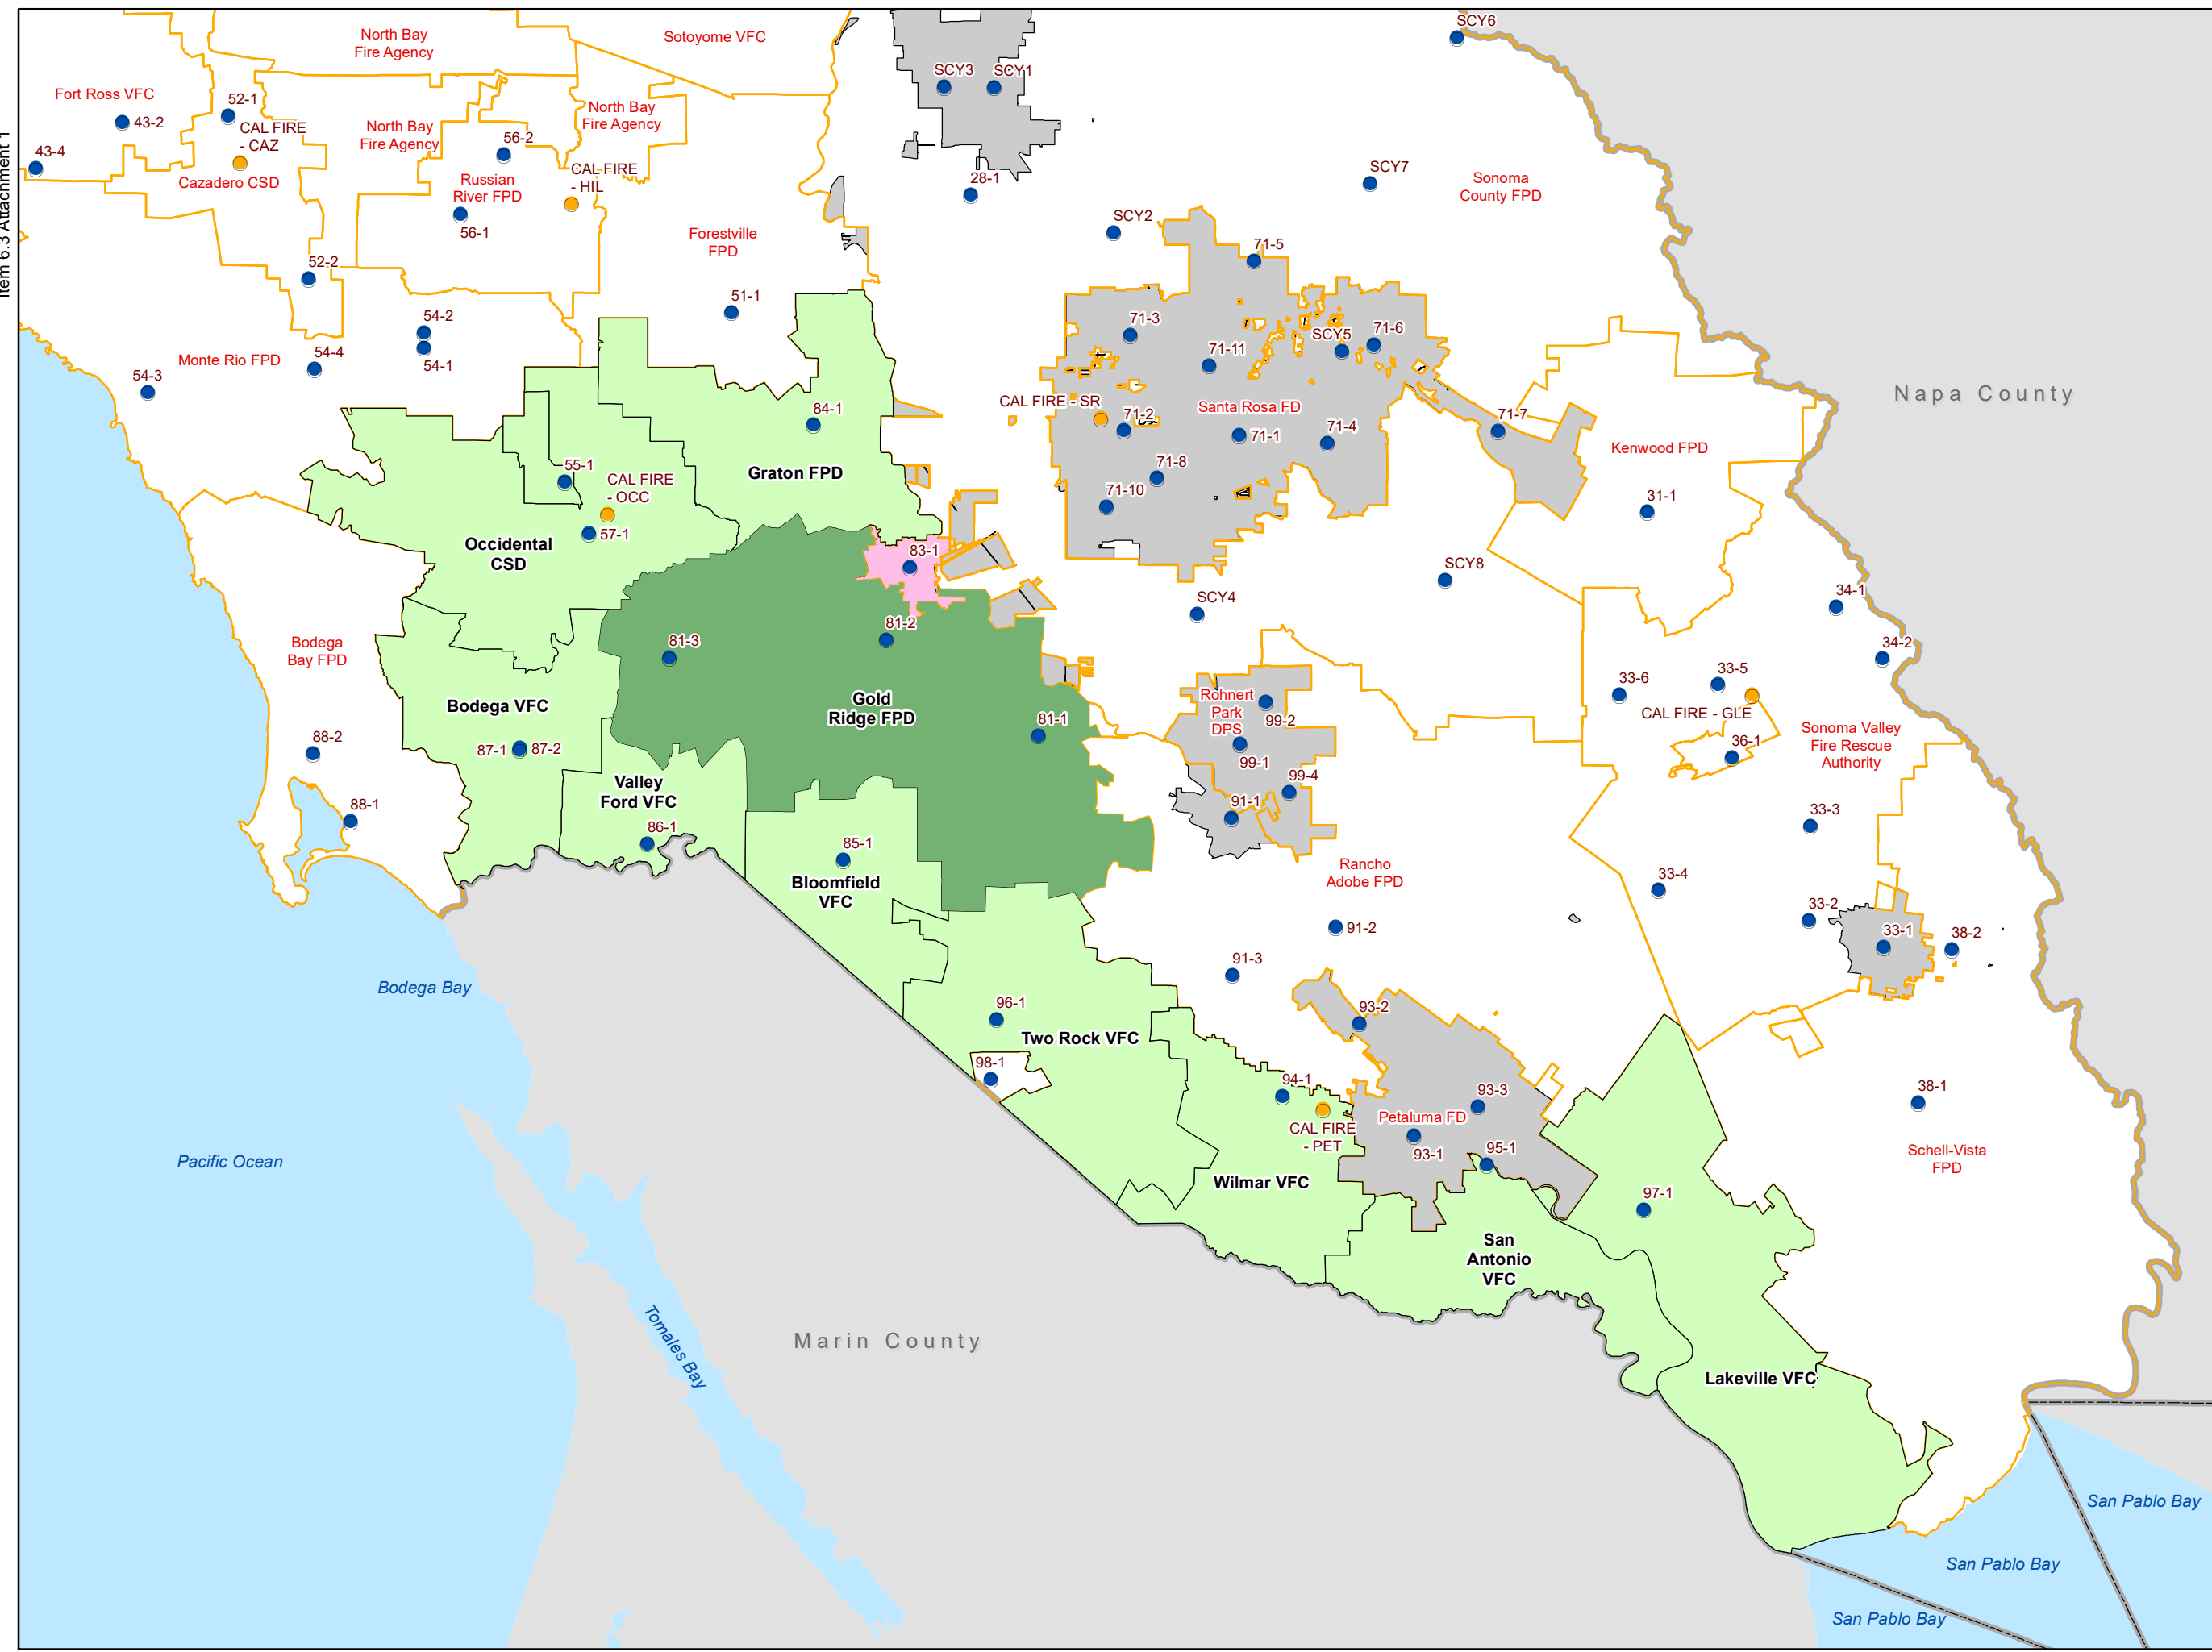 Item 6.3 Attachment 1
SCY6
North Bay
Fire Agency
Sotoyome VFC
SCY3
SCY1
Fort Ross VFC
52-1
43-2
CAL FIRE
- CAZ
North Bay
Fire Agency
North Bay
Fire Agency
56-2
43-4
Cazadero CSD
CAL FIRE
- HIL
Russian
River FPD
28-1
SCY7
Sonoma
County FPD
56-1
SCY2
Forestville
FPD
71-5
52-2
51-1
54-2
71-3
SCY5
71-6
54-4
Monte Rio FPD
54-1
71-11
54-3
Napa County
CAL FIRE - SR
84-1
71-2
Santa Rosa FD
71-1
71-4
71-7
Kenwood FPD
55-1
CAL FIRE
- OCC
Graton FPD
71-8
71-10
31-1
57-1
Occidental
CSD
83-1
SCY8
SCY4
34-1
81-2
81-3
Bodega
Bay FPD
34-2
33-5
33-6
Bodega VFC
Gold
Ridge FPD
81-1
Rohnert
Park
DPS
99-2
CAL FIRE - GLE
88-2
87-1
87-2
99-1
36-1
Sonoma Valley
Fire Rescue
Authority
Valley
Ford VFC
99-4
88-1
86-1
91-1
33-3
85-1
Bloomfield
VFC
Rancho
Adobe FPD
33-4
33-2
91-2
33-1
38-2
91-3
Bodega Bay
96-1
93-2
Two Rock VFC
98-1
94-1
93-3
38-1
CAL FIRE
- PET
Petaluma FD
93-1
95-1
Pacific Ocean
Schell-Vista
FPD
Wilmar VFC
97-1
San
Antonio
VFC
Tomales Bay
Marin County
Lakeville VFC
San Pablo Bay
San Pablo Bay
San Pablo Bay